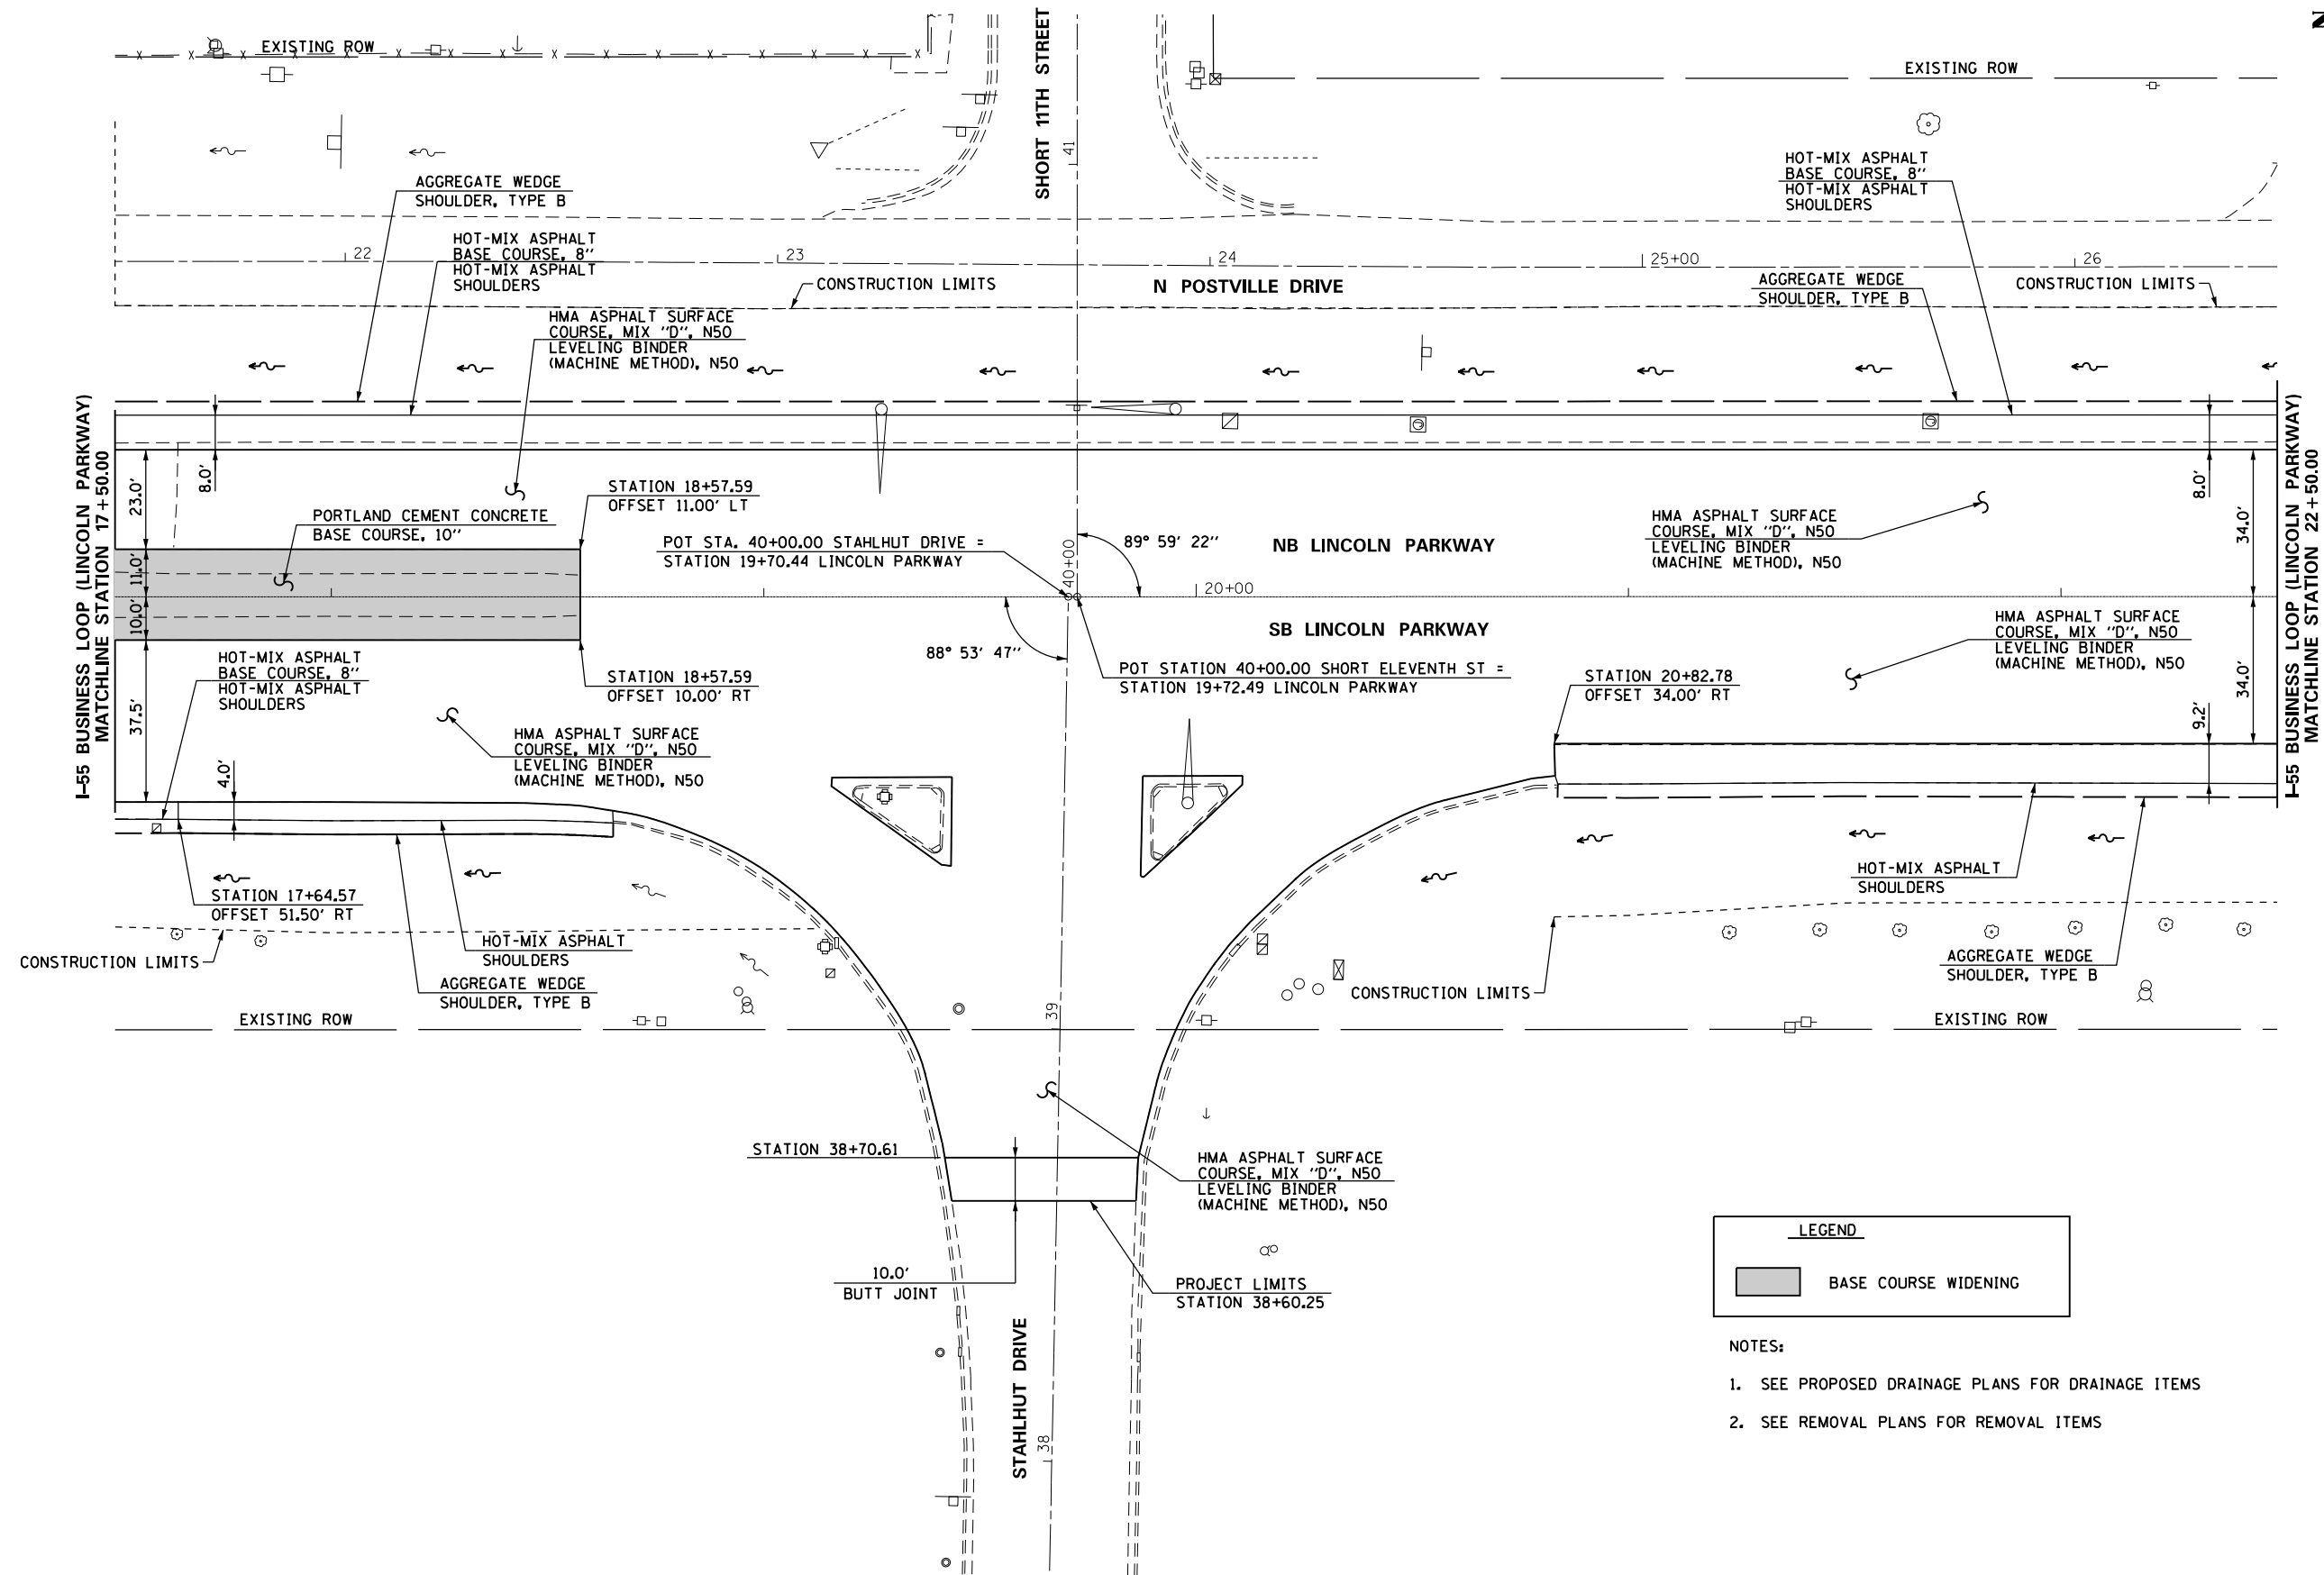 N
SHORT 11TH STREET
41
EXISTING ROW
EXISTING ROW
AGGREGATE WEDGE
SHOULDER, TYPE B
HOT-MIX ASPHALT
BASE COURSE, 8"
HOT-MIX ASPHALT
SHOULDERS
HOT-MIX ASPHALT
BASE COURSE, 8"
HOT-MIX ASPHALT
SHOULDERS
22
23
24
25+00
26
CONSTRUCTION LIMITS
N POSTVILLE DRIVE
AGGREGATE WEDGE
SHOULDER, TYPE B
CONSTRUCTION LIMITS
HMA ASPHALT SURFACE
COURSE, MIX "D", N50
LEVELING BINDER
(MACHINE METHOD), N50
I-55 BUSINESS LOOP (LINCOLN PARKWAY)
MATCHLINE STATION 17+50.00
23.0'
8.0'
11.0'
10.0'
37.5'
4.0'
PORTLAND CEMENT CONCRETE
BASE COURSE, 10"
STATION 18+57.59
OFFSET 11.00' LT
POT STA. 40+00.00 STAHLHUT DRIVE =
STATION 19+70.44 LINCOLN PARKWAY
40+00
89° 59' 22"
NB LINCOLN PARKWAY
HMA ASPHALT SURFACE
COURSE, MIX "D", N50
LEVELING BINDER
(MACHINE METHOD), N50
8.0'
34.0'
I-55 BUSINESS LOOP (LINCOLN PARKWAY)
MATCHLINE STATION 22+50.00
20+00
SB LINCOLN PARKWAY
88° 53' 47"
HMA ASPHALT SURFACE
COURSE, MIX "D", N50
LEVELING BINDER
(MACHINE METHOD), N50
34.0'
9.2'
HOT-MIX ASPHALT
BASE COURSE, 8"
HOT-MIX ASPHALT
SHOULDERS
STATION 18+57.59
OFFSET 10.00' RT
POT STATION 40+00.00 SHORT ELEVENTH ST =
STATION 19+72.49 LINCOLN PARKWAY
STATION 20+82.78
OFFSET 34.00' RT
HMA ASPHALT SURFACE
COURSE, MIX "D", N50
LEVELING BINDER
(MACHINE METHOD), N50
STATION 17+64.57
OFFSET 51.50' RT
HOT-MIX ASPHALT
SHOULDERS
CONSTRUCTION LIMITS
HOT-MIX ASPHALT
SHOULDERS
AGGREGATE WEDGE
SHOULDER, TYPE B
AGGREGATE WEDGE
SHOULDER, TYPE B
CONSTRUCTION LIMITS
EXISTING ROW
39
EXISTING ROW
STATION 38+70.61
HMA ASPHALT SURFACE
COURSE, MIX "D", N50
LEVELING BINDER
(MACHINE METHOD), N50
10.0'
BUTT JOINT
PROJECT LIMITS
STATION 38+60.25
STAHLHUT DRIVE
38
LEGEND
BASE COURSE WIDENING
NOTES:
1. SEE PROPOSED DRAINAGE PLANS FOR DRAINAGE ITEMS
2. SEE REMOVAL PLANS FOR REMOVAL ITEMS